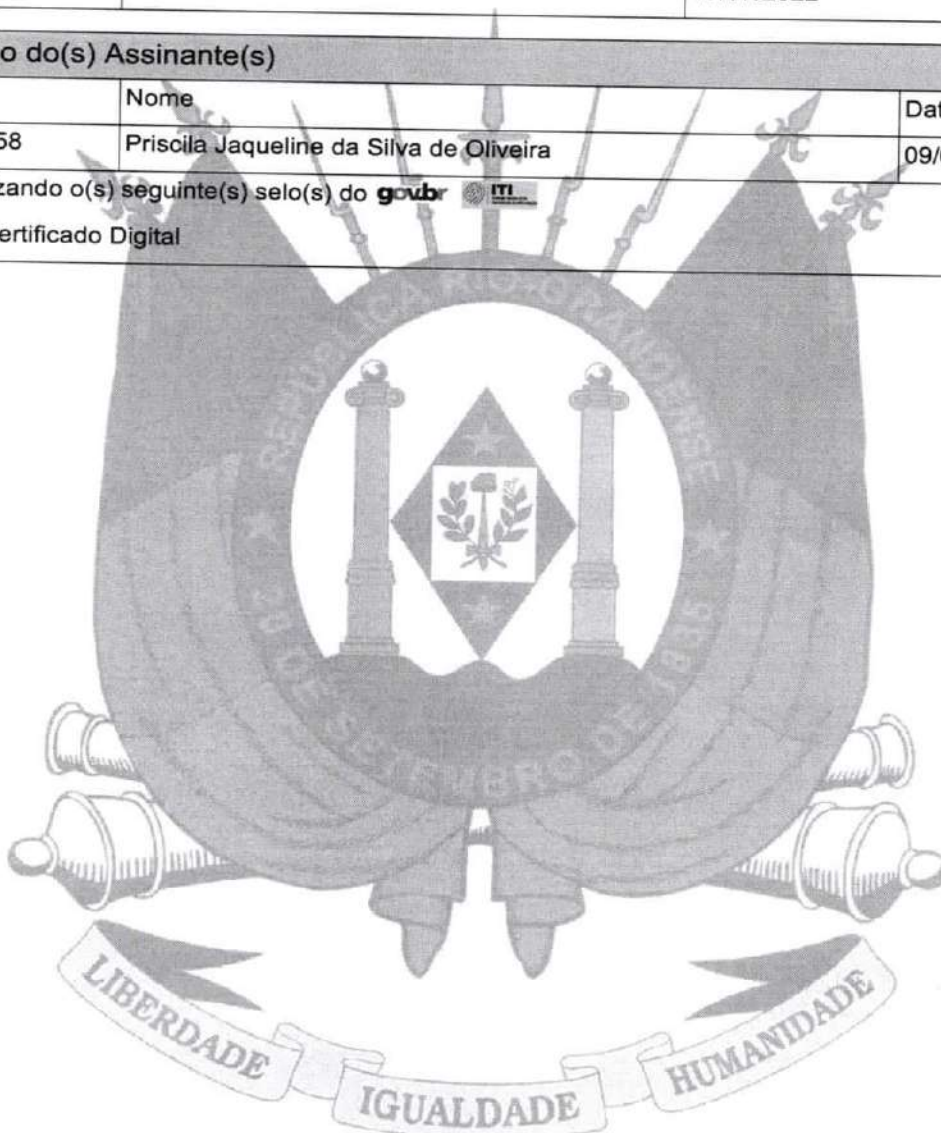 o do(s) Assinante(s)
Nome
58
Priscila Jaqueline da Silva de Oliveira
09/
zando o(s) seguinte(s) selo(s) do gov.br ITI
ertificado Digital
REPÚBLICA RIO-GRANDENSE
20 DE SETEMBRO DE 1835
LIBERDADE
IGUALDADE
HUMANIDADE